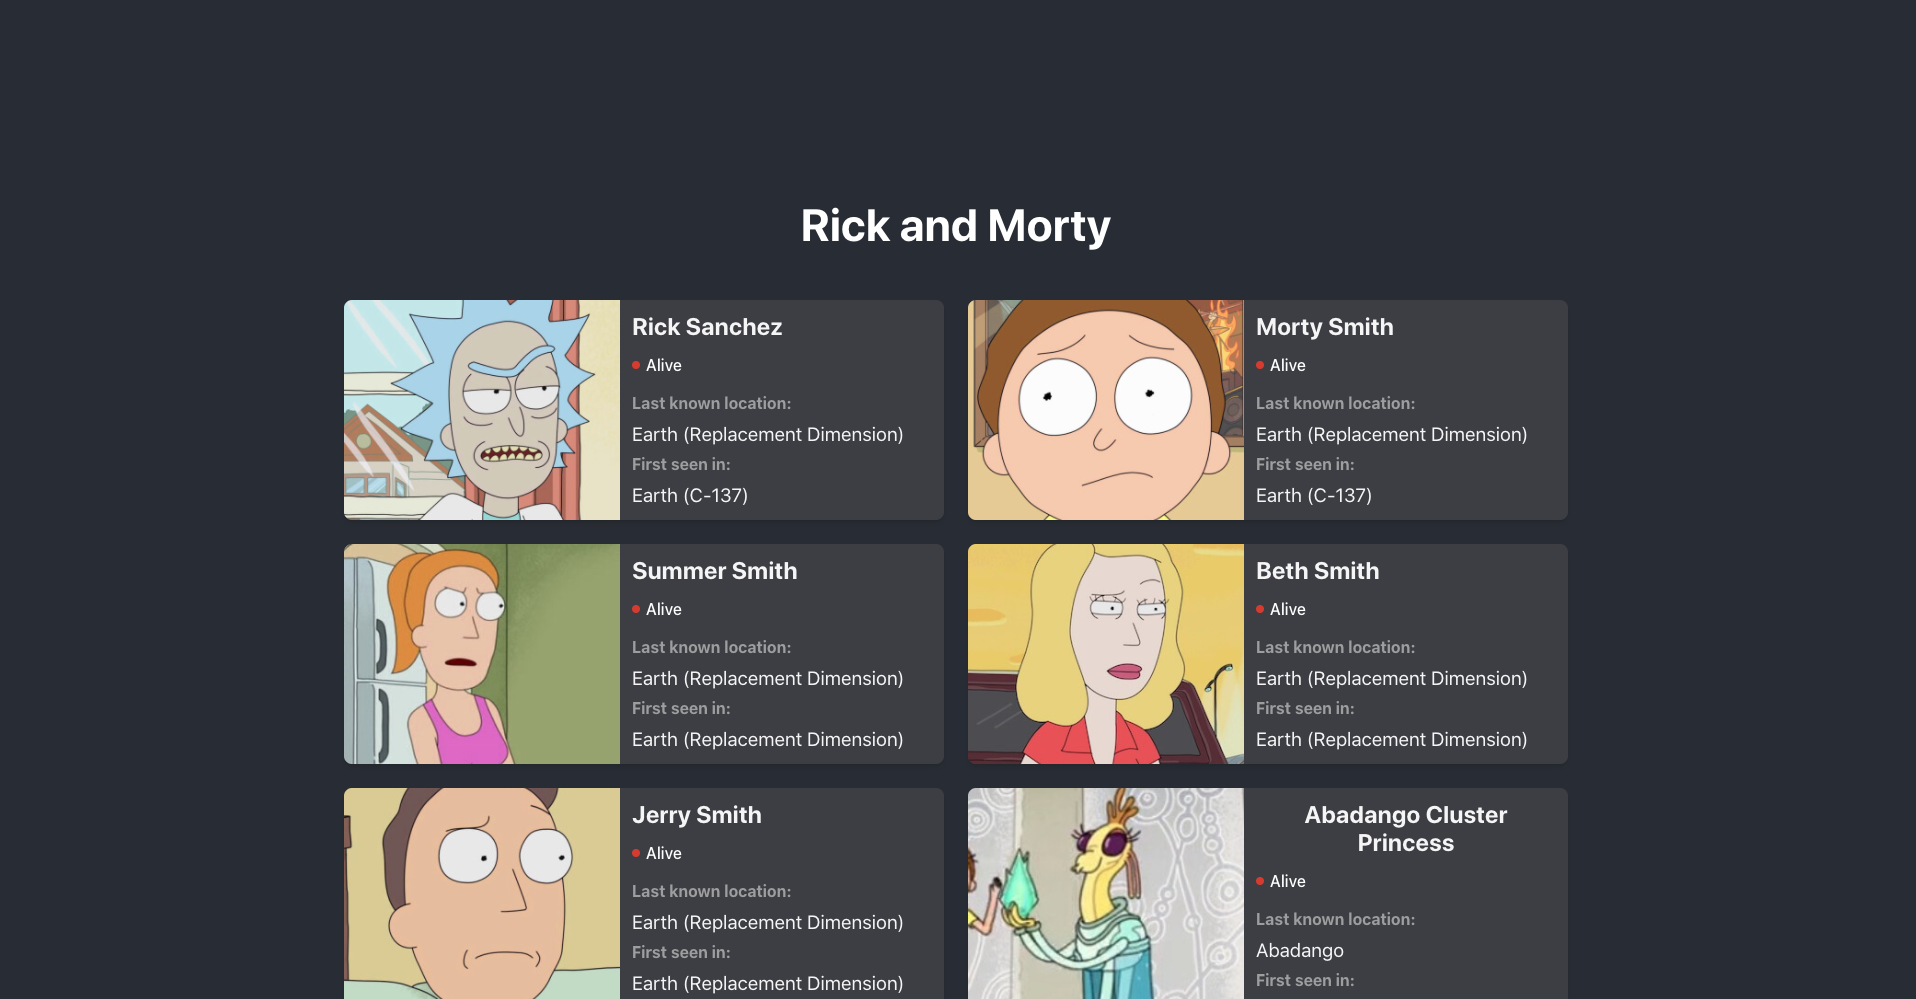 Rick and Morty
Rick Sanchez
Alive
Last known location:
Earth (Replacement Dimension)
First seen in:
Earth (C-137)
Morty Smith
Alive
Last known location:
Earth (Replacement Dimension)
First seen in:
Earth (C-137)
Summer Smith
Alive
Last known location:
Earth (Replacement Dimension)
First seen in:
Earth (Replacement Dimension)
Beth Smith
Alive
Last known location:
Earth (Replacement Dimension)
First seen in:
Earth (Replacement Dimension)
Jerry Smith
Alive
Last known location:
Earth (Replacement Dimension)
First seen in:
Earth (Replacement Dimension)
Abadango Cluster
Princess
Alive
Last known location:
Abadango
First seen in: